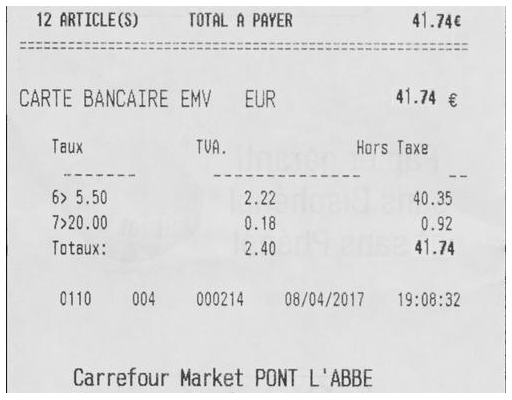 12 ARTICLE(S) TOTAL A PAYER 41.74€
CARTE BANCAIRE EMV EUR 41.74 €
Taux TVA. Hors Taxe
6> 5.50 2.22 40.35
7>20.00 0.18 0.92
Totaux: 2.40 41.74
0110 004 000214 08/04/2017 19:08:32
Carrefour Market PONT L'ABBE